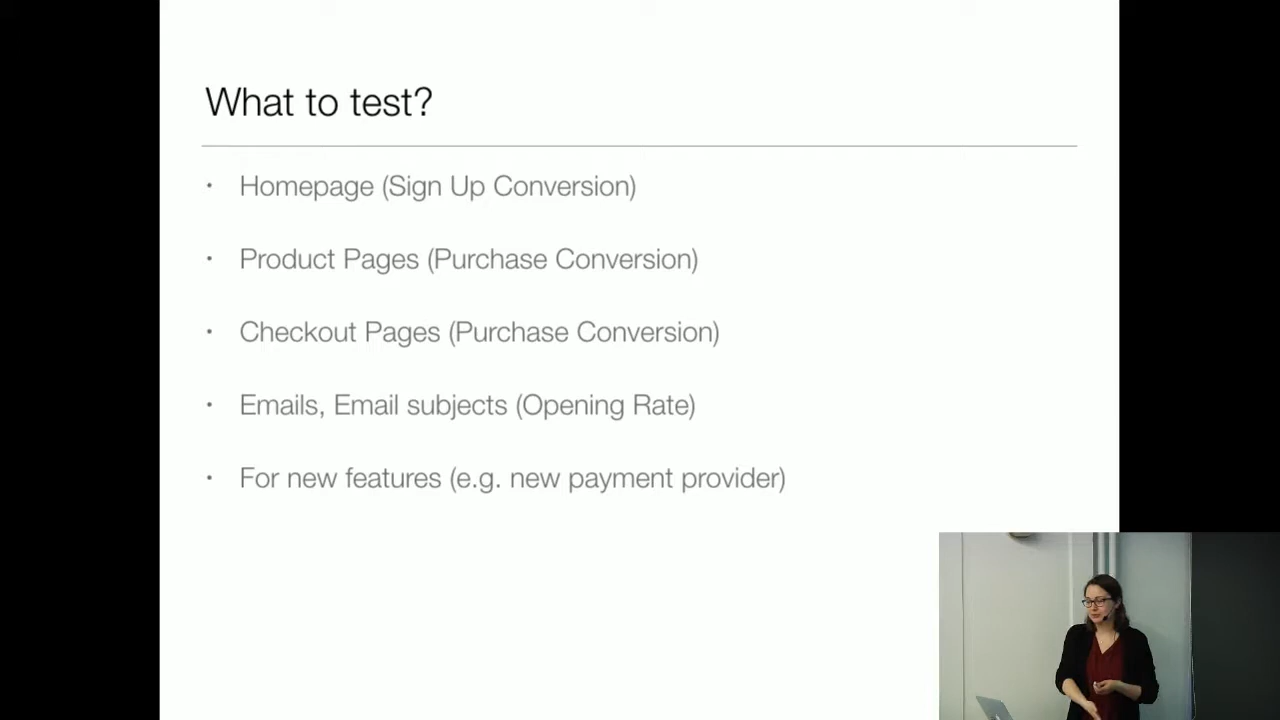 What to test?
• Homepage (Sign Up Conversion)
• Product Pages (Purchase Conversion)
• Checkout Pages (Purchase Conversion)
• Emails, Email subjects (Opening Rate)
• For new features (e.g. new payment provider)